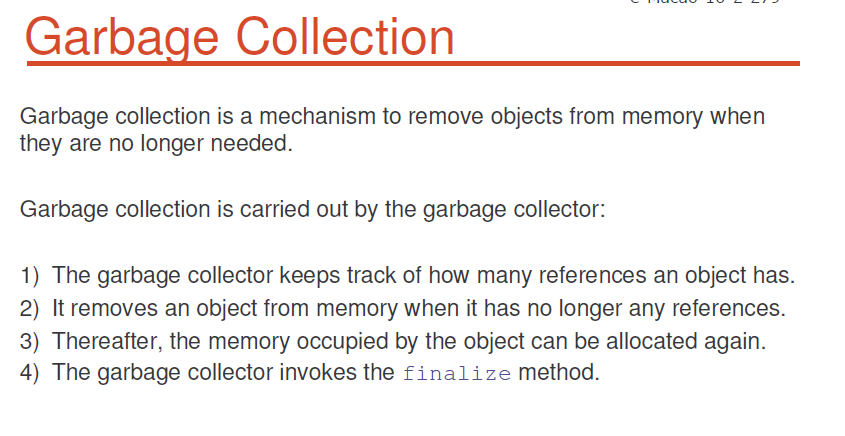 Garbage Collection
Garbage collection is a mechanism to remove objects from memory when
they are no longer needed.
Garbage collection is carried out by the garbage collector:
1) The garbage collector keeps track of how many references an object has.
2) It removes an object from memory when it has no longer any references.
3) Thereafter, the memory occupied by the object can be allocated again.
4) The garbage collector invokes the finalize method.